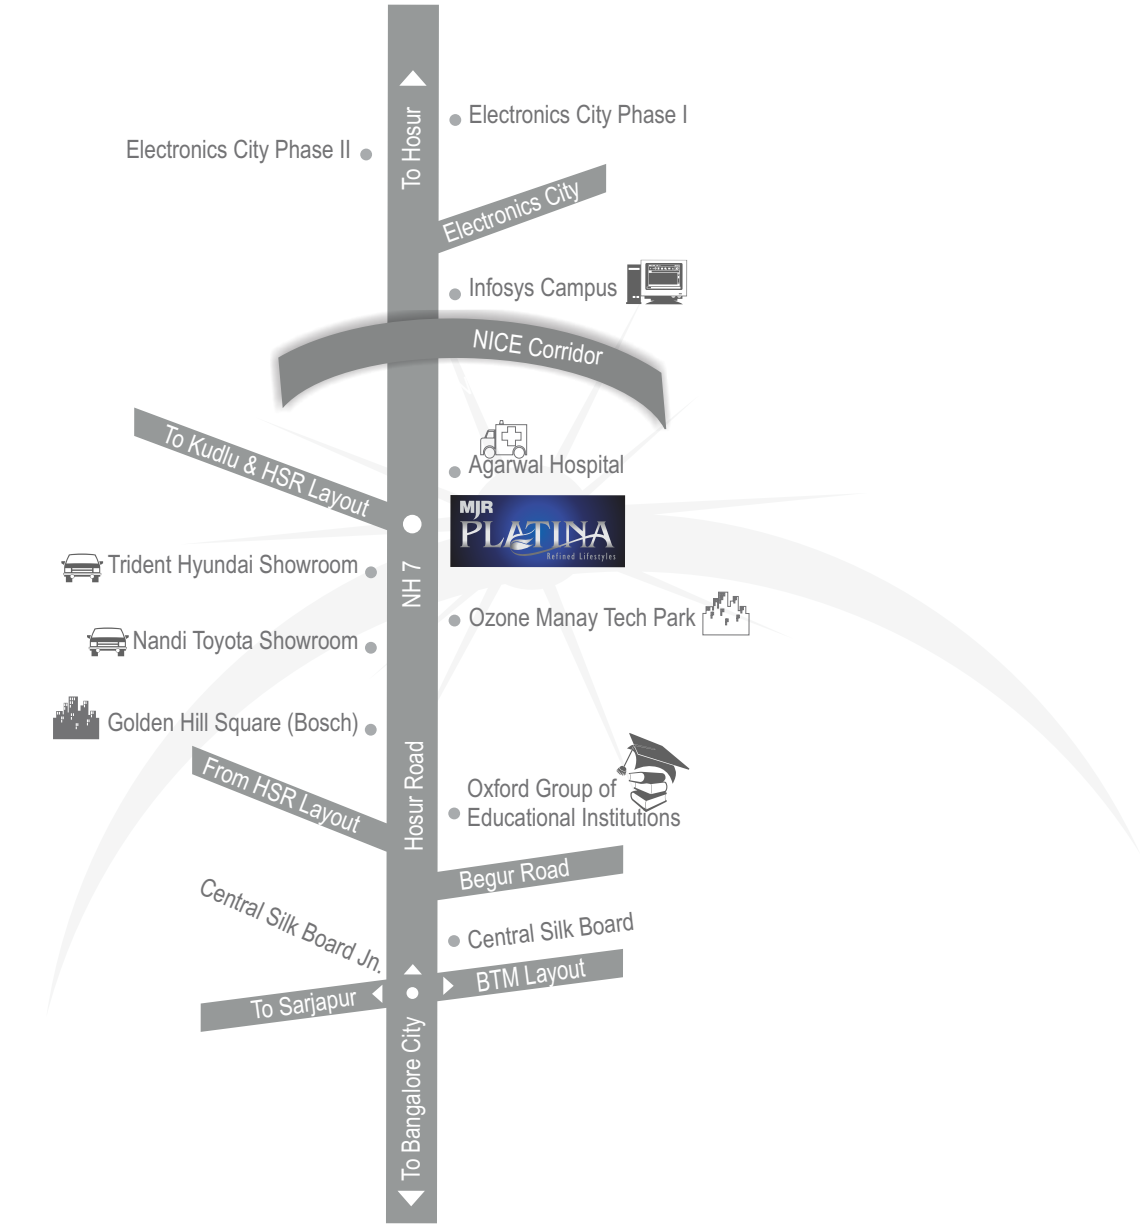 Electronics City Phase I
To Hosur
Electronics City Phase II
Electronics City
Infosys Campus
NICE Corridor
To Kudlu & HSR Layout
Agarwal Hospital
MJR
PLATINA
Refined Lifestyles
Trident Hyundai Showroom
NH 7
Ozone Manay Tech Park
Nandi Toyota Showroom
Golden Hill Square (Bosch)
From HSR Layout
Hosur Road
Oxford Group of
Educational Institutions
Begur Road
Central Silk Board Jn.
Central Silk Board
BTM Layout
To Sarjapur
To Bangalore City